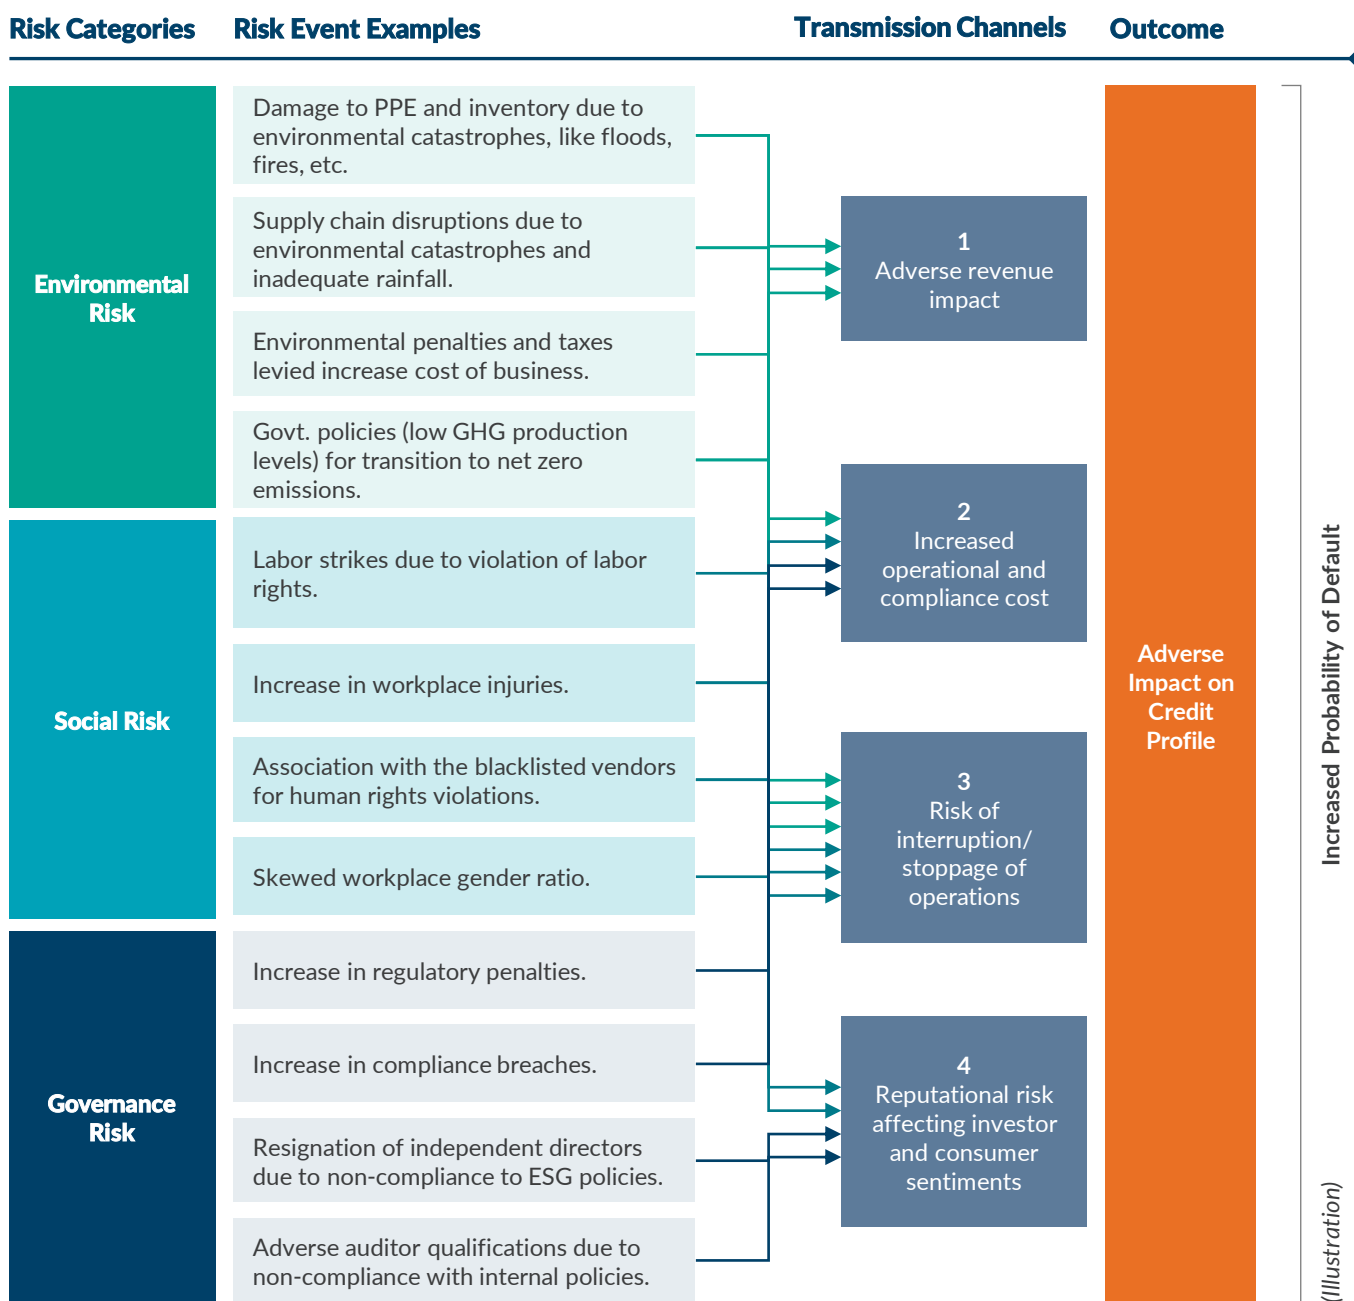 Risk Categories
Risk Event Examples
Transmission Channels
Outcome
Environmental
Risk
Damage to PPE and inventory due to
environmental catastrophes, like floods,
fires, etc.
Supply chain disruptions due to
environmental catastrophes and
inadequate rainfall.
Environmental penalties and taxes
levied increase cost of business.
Govt. policies (low GHG production
levels) for transition to net zero
emissions.
Social Risk
Labor strikes due to violation of labor
rights.
Increase in workplace injuries.
Association with the blacklisted vendors
for human rights violations.
Skewed workplace gender ratio.
Governance
Risk
Increase in regulatory penalties.
Increase in compliance breaches.
Resignation of independent directors
due to non-compliance to ESG policies.
Adverse auditor qualifications due to
non-compliance with internal policies.
1
Adverse revenue
impact
2
Increased
operational and
compliance cost
3
Risk of
interruption/
stoppage of
operations
4
Reputational risk
affecting investor
and consumer
sentiments
Adverse
Impact on
Credit
Profile
Increased Probability of Default
(Illustration)